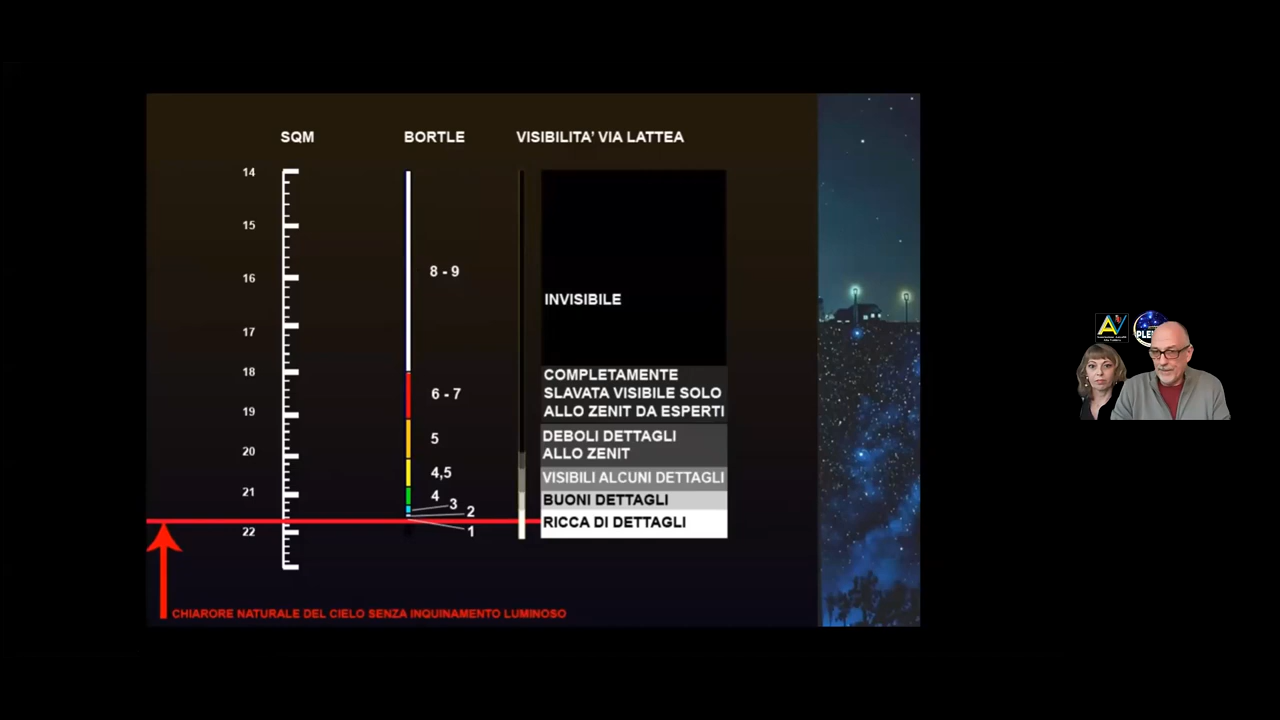 SQM
BORTLE
VISIBILITA' VIA LATTEA
14
15
16
17
18
19
20
21
22
8 - 9
6 - 7
5
4,5
4
3
2
1
INVISIBILE
COMPLETAMENTE
SLAVATA VISIBILE SOLO
ALLO ZENIT DA ESPERTI
DEBOLI DETTAGLI
ALLO ZENIT
VISIBILI ALCUNI DETTAGLI
BUONI DETTAGLI
RICCA DI DETTAGLI
CHIARORE NATURALE DEL CIELO SENZA INQUINAMENTO LUMINOSO